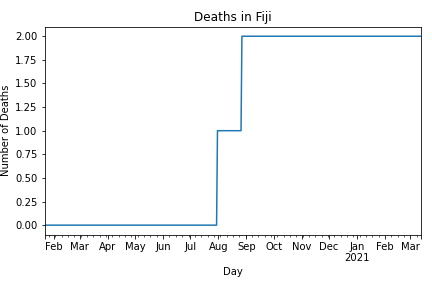 Deaths in Fiji
Number of Deaths
2.00
1.75
1.50
1.25
1.00
0.75
0.50
0.25
0.00
Feb Mar Apr May Jun Jul Aug Sep Oct Nov Dec Jan Feb Mar
2021
Day